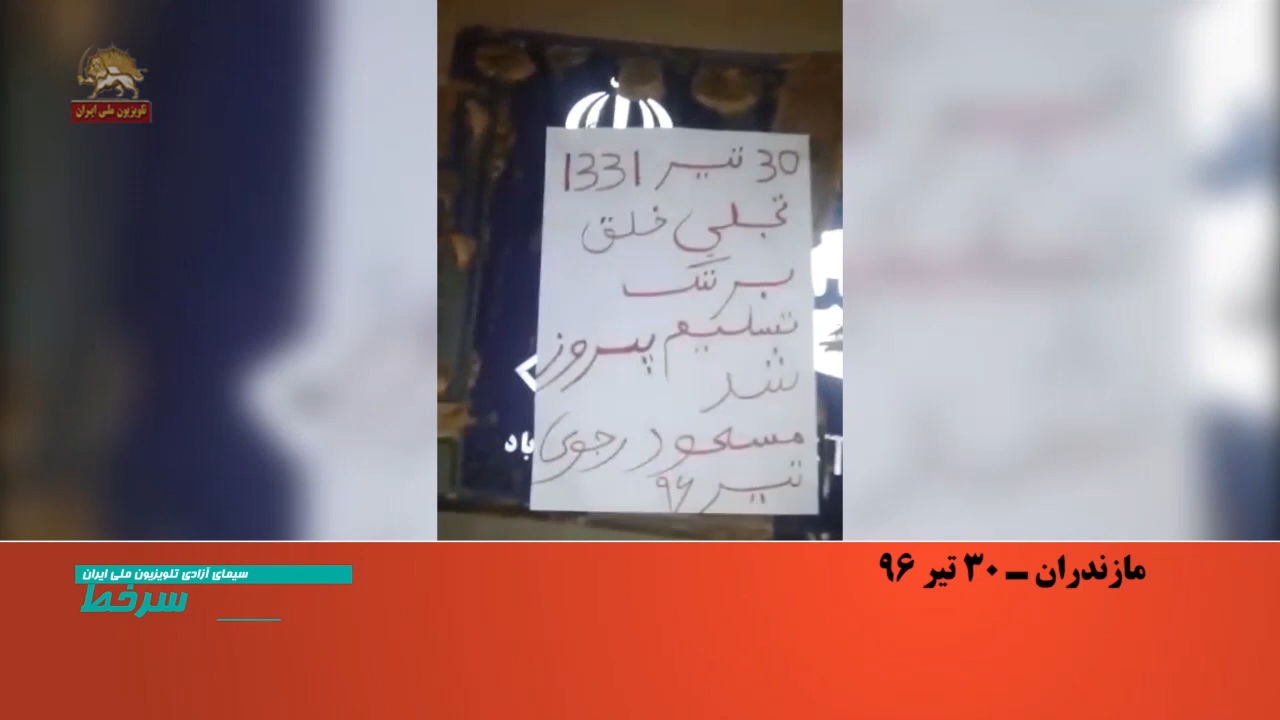 تلویزیون ملی ایران
30 تیر 1331
تجلی خلق
بر ننگ
تسلیم پیروز
شد
مسعود رجوی
تیر ۹۶
باد
سیمای آزادی تلویزیون ملی ایران
سرخط
مازندران ـ ۳۰ تیر ۹۶